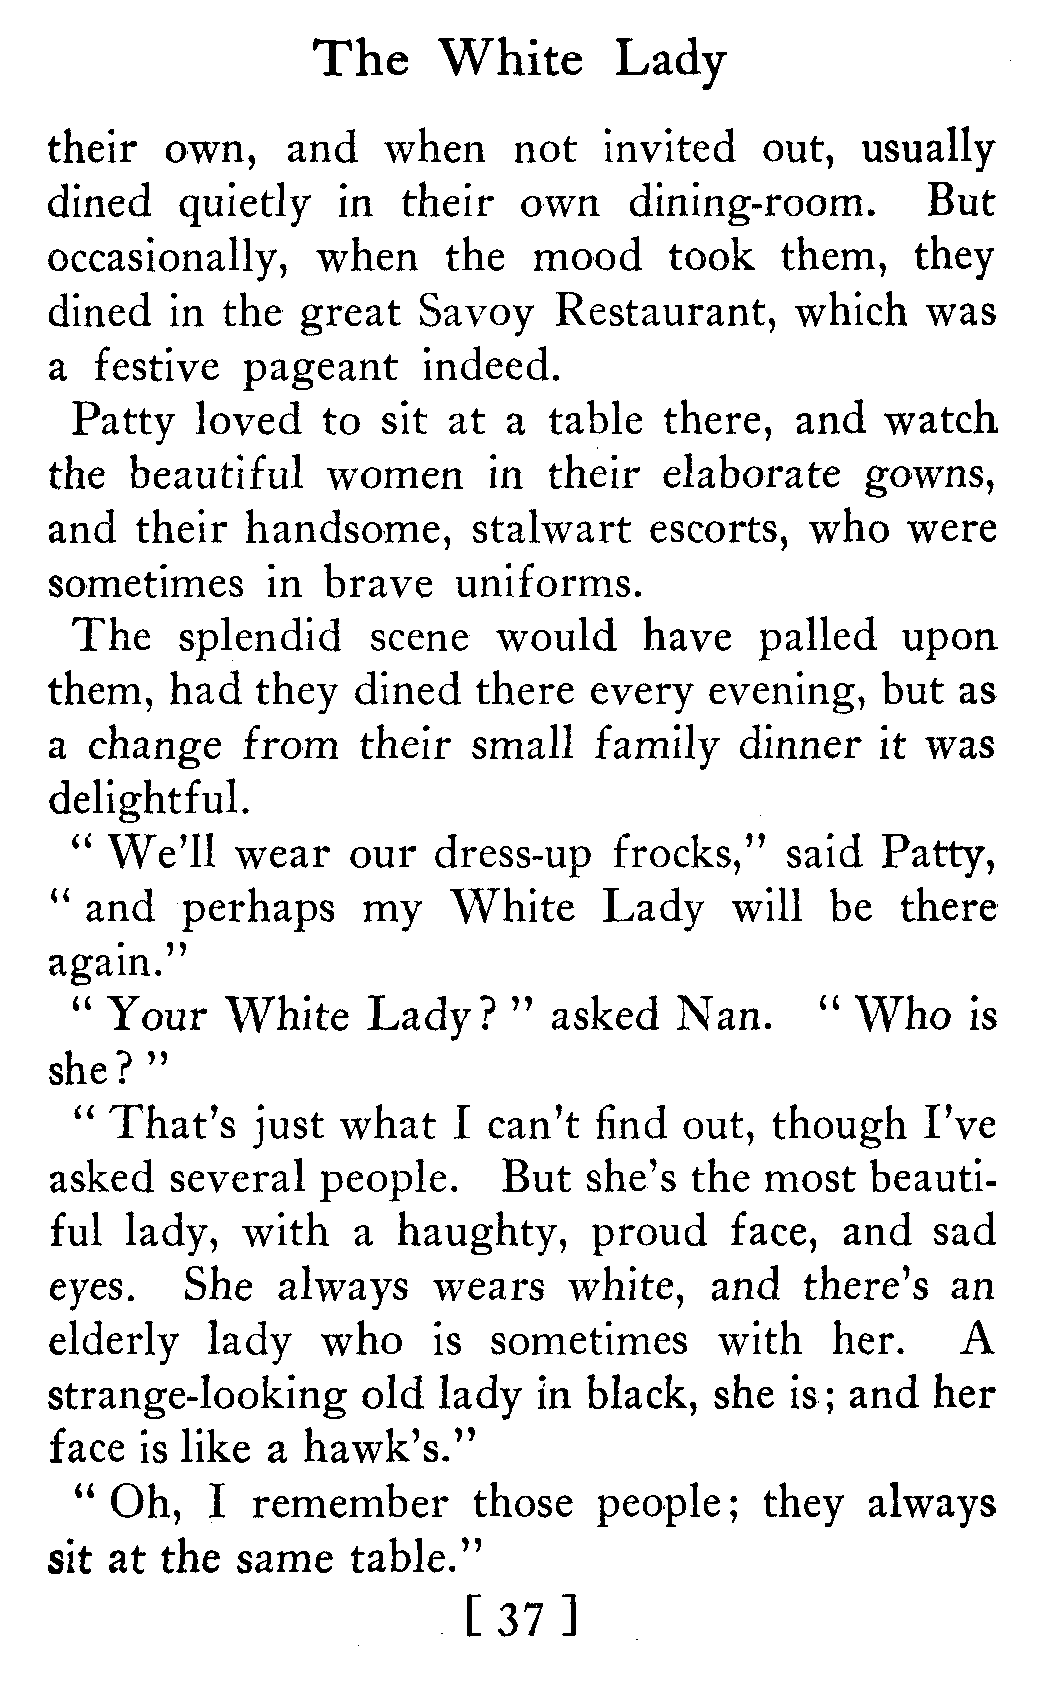 The White Lady
their own, and when not invited out, usually
dined quietly in their own dining-room. But
occasionally, when the mood took them, they
dined in the great Savoy Restaurant, which was
a festive pageant indeed.
Patty loved to sit at a table there, and watch
the beautiful women in their elaborate gowns,
and their handsome, stalwart escorts, who were
sometimes in brave uniforms.
The splendid scene would have palled upon
them, had they dined there every evening, but as
a change from their small family dinner it was
delightful.
" We'll wear our dress-up frocks," said Patty,
" and perhaps my White Lady will be there
again."
" Your White Lady? " asked Nan. " Who is
she? "
" That's just what I can't find out, though I've
asked several people. But she's the most beauti-
ful lady, with a haughty, proud face, and sad
eyes. She always wears white, and there's an
elderly lady who is sometimes with her. A
strange-looking old lady in black, she is; and her
face is like a hawk's."
" Oh, I remember those people; they always
sit at the same table."
[ 37 ]